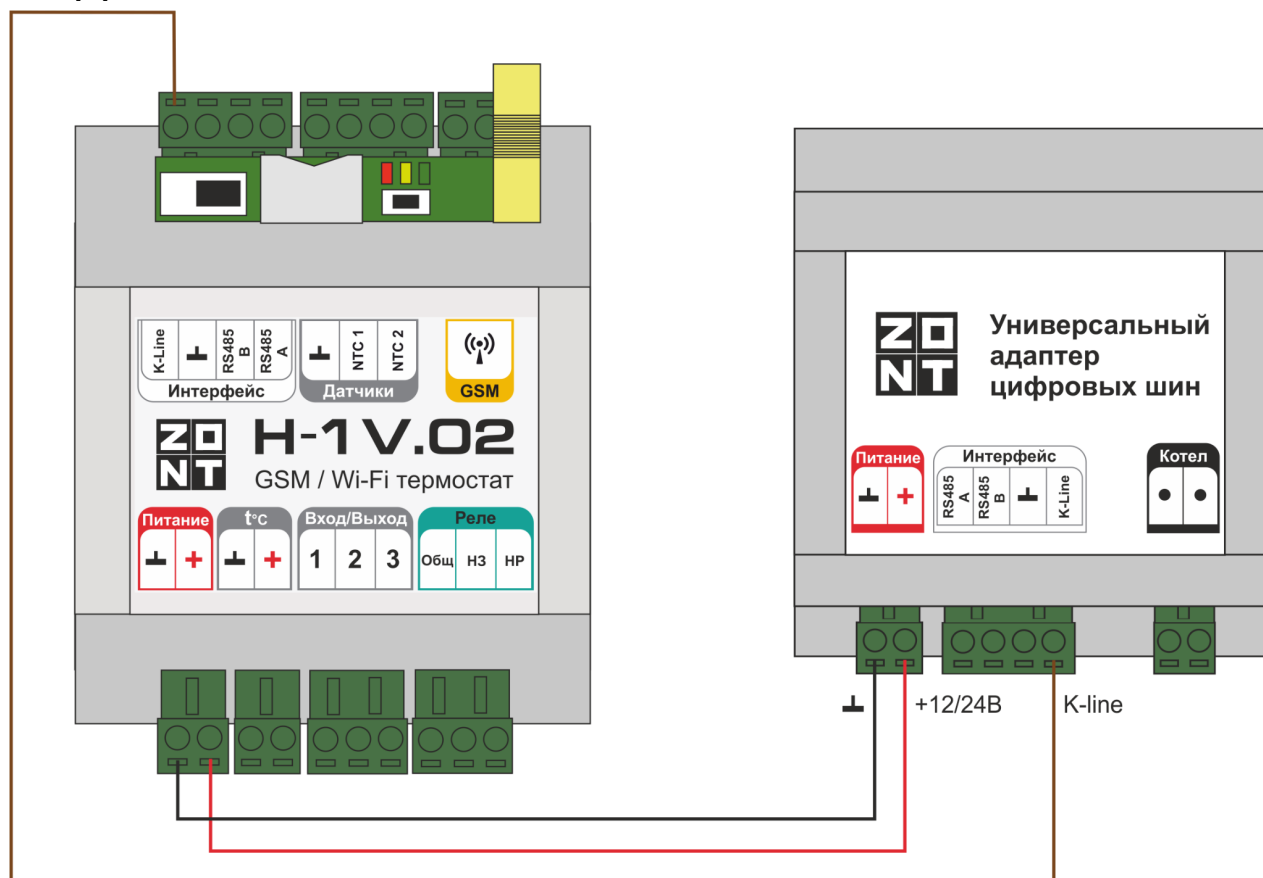 K-Line
RS485
B
RS485
A
Интерфейс
NTC 1
NTC 2
Датчики
GSM
ZONT
H-1 V.02
GSM / Wi-Fi термостат
Питание
+
t°C
+
Вход/Выход
1 2 3
Реле
Общ НЗ НР
ZONT
Универсальный
адаптер
цифровых шин
Питание
+
Интерфейс
RS485
A
RS485
B
K-Line
Котел
+12/24В
K-line